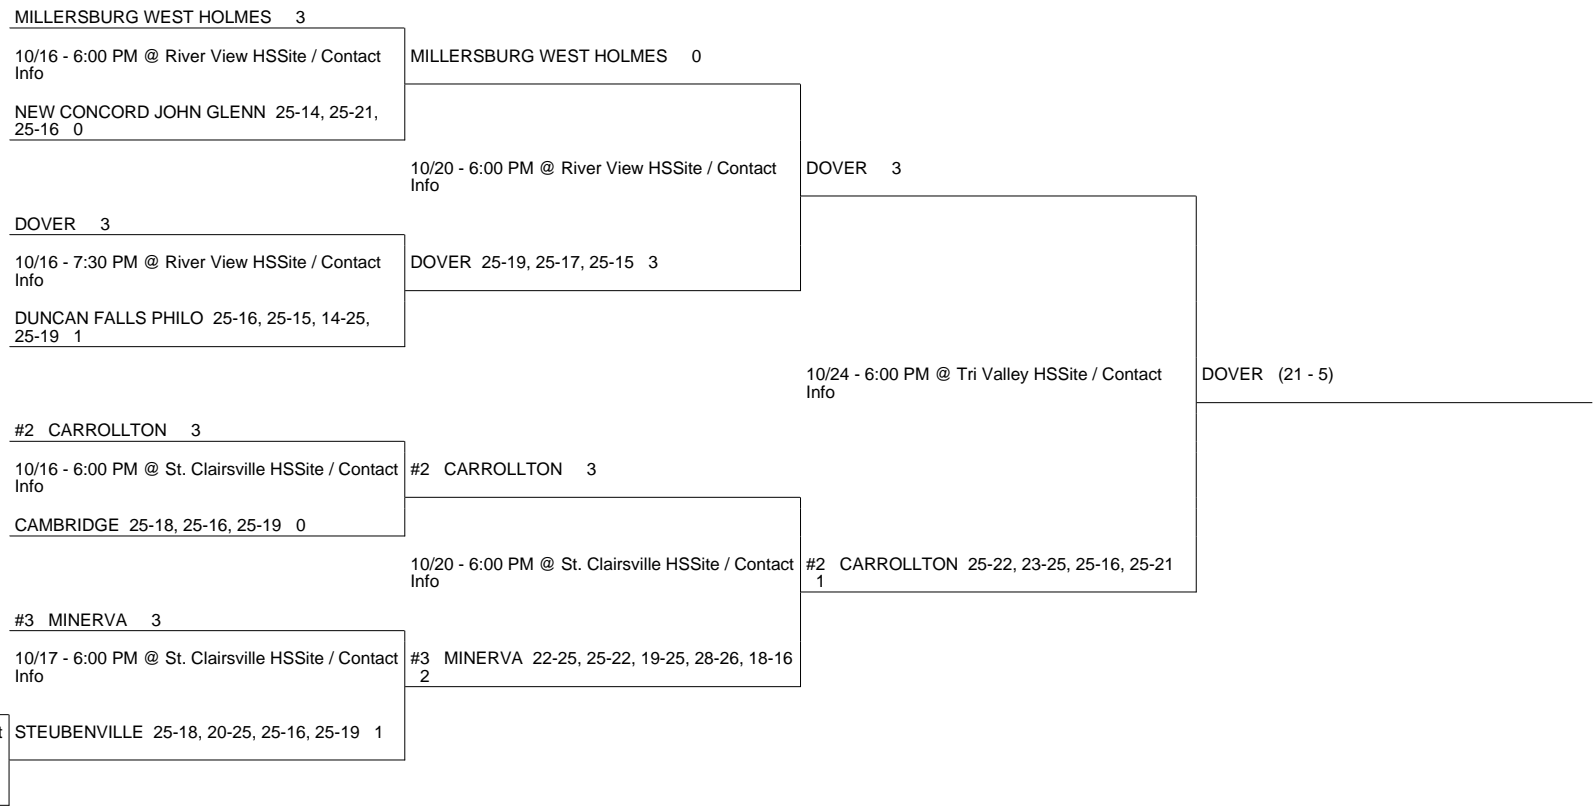 MILLERSBURG WEST HOLMES 3
10/16 - 6:00 PM @ River View HSSite / Contact
Info
NEW CONCORD JOHN GLENN 25-14, 25-21,
25-16 0
MILLERSBURG WEST HOLMES 0
10/20 - 6:00 PM @ River View HSSite / Contact
Info
DOVER 3
DOVER 3
10/16 - 7:30 PM @ River View HSSite / Contact
Info
DUNCAN FALLS PHILO 25-16, 25-15, 14-25,
25-19 1
DOVER 25-19, 25-17, 25-15 3
10/24 - 6:00 PM @ Tri Valley HSSite / Contact
Info
DOVER (21 - 5)
#2 CARROLLTON 3
10/16 - 6:00 PM @ St. Clairsville HSSite / Contact
Info
CAMBRIDGE 25-18, 25-16, 25-19 0
#2 CARROLLTON 3
10/20 - 6:00 PM @ St. Clairsville HSSite / Contact
Info
#2 CARROLLTON 25-22, 23-25, 25-16, 25-21
1
#3 MINERVA 3
10/17 - 6:00 PM @ St. Clairsville HSSite / Contact
Info
#3 MINERVA 22-25, 25-22, 19-25, 28-26, 18-16
2
t
STEUBENVILLE 25-18, 20-25, 25-16, 25-19 1